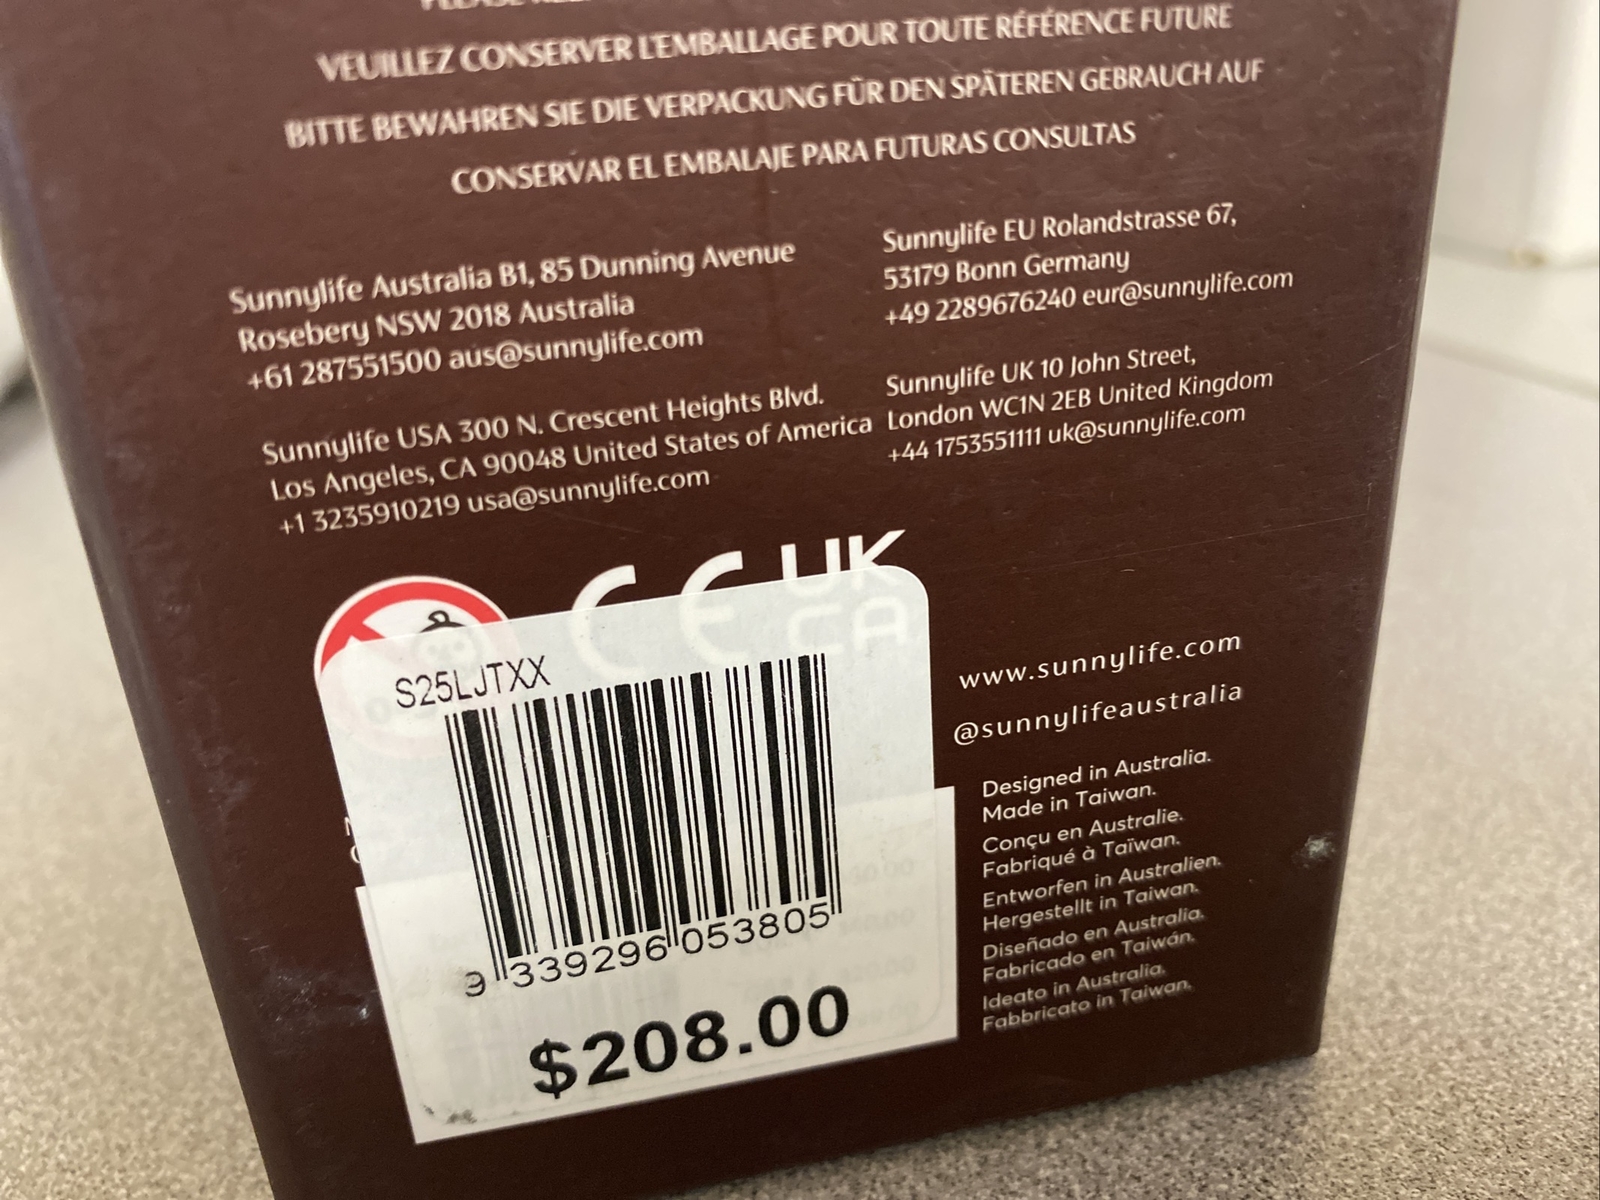 VEUILLEZ CONSERVER L'EMBALLAGE POUR TOUTE RÉFÉRENCE FUTURE
BITTE BEWAHREN SIE DIE VERPACKUNG FÜR DEN SPÄTEREN GEBRAUCH AUF
CONSERVAR EL EMBALAJE PARA FUTURAS CONSULTAS
Sunnylife Australia B1, 85 Dunning Avenue
Rosebery NSW 2018 Australia
+61 287551500 aus@sunnylife.com
Sunnylife USA 300 N. Crescent Heights Blvd.
Los Angeles, CA 90048 United States of America
+1 3235910219 usa@sunnylife.com
Sunnylife EU Rolandstrasse 67,
53179 Bonn Germany
+49 2289676240 eur@sunnylife.com
Sunnylife UK 10 John Street,
London WC1N 2EB United Kingdom
+44 1753551111 uk@sunnylife.com
CE UK
CA
S25LJTXX
9 339296 053805
$208.00
www.sunnylife.com
@sunnylifeaustralia
Designed in Australia.
Made in Taiwan.
Conçu en Australie.
Fabriqué à Taïwan.
Entworfen in Australien.
Hergestellt in Taiwan.
Diseñado en Australia.
Fabricado en Taiwán.
Ideato in Australia.
Fabbricato in Taiwan.